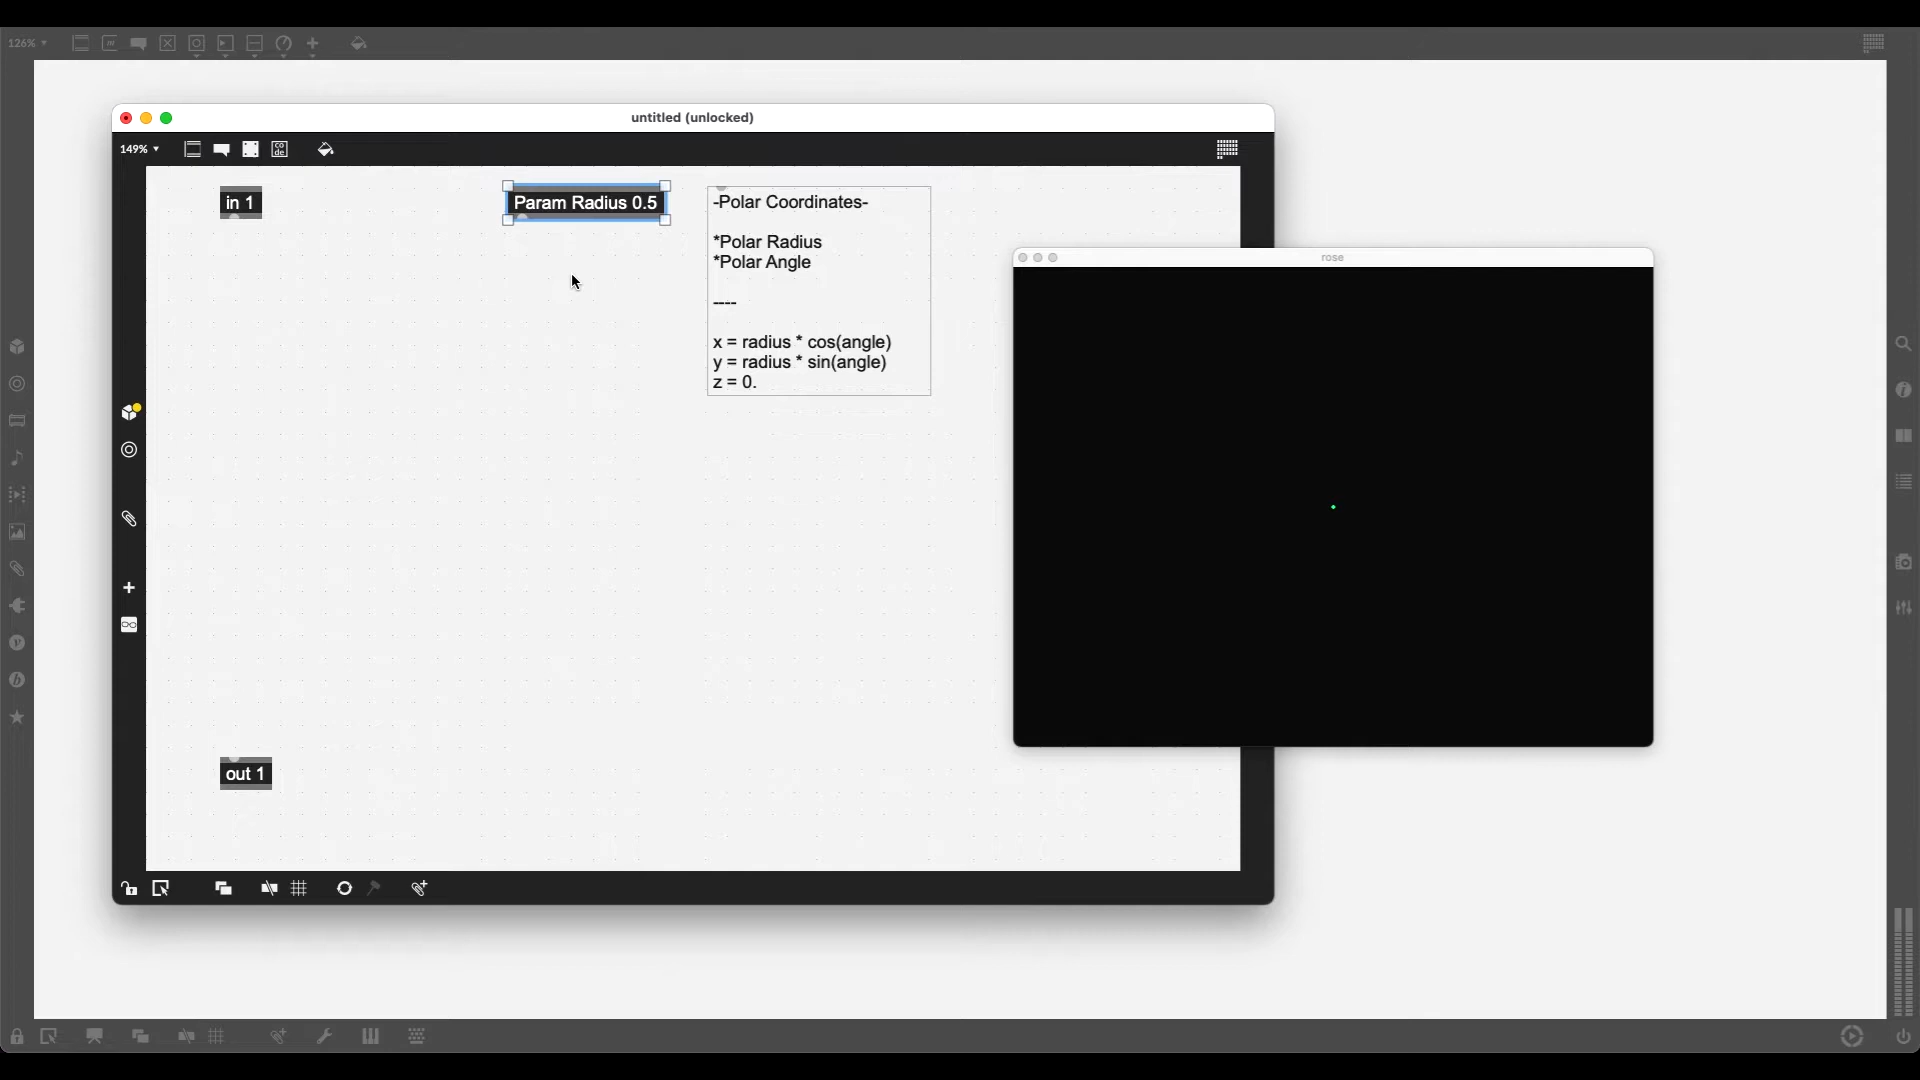 126%
untitled (unlocked)
149%
in 1
Param Radius 0.5
-Polar Coordinates-
*Polar Radius
*Polar Angle
----
x = radius * cos(angle)
y = radius * sin(angle)
z = 0.
rose
out 1